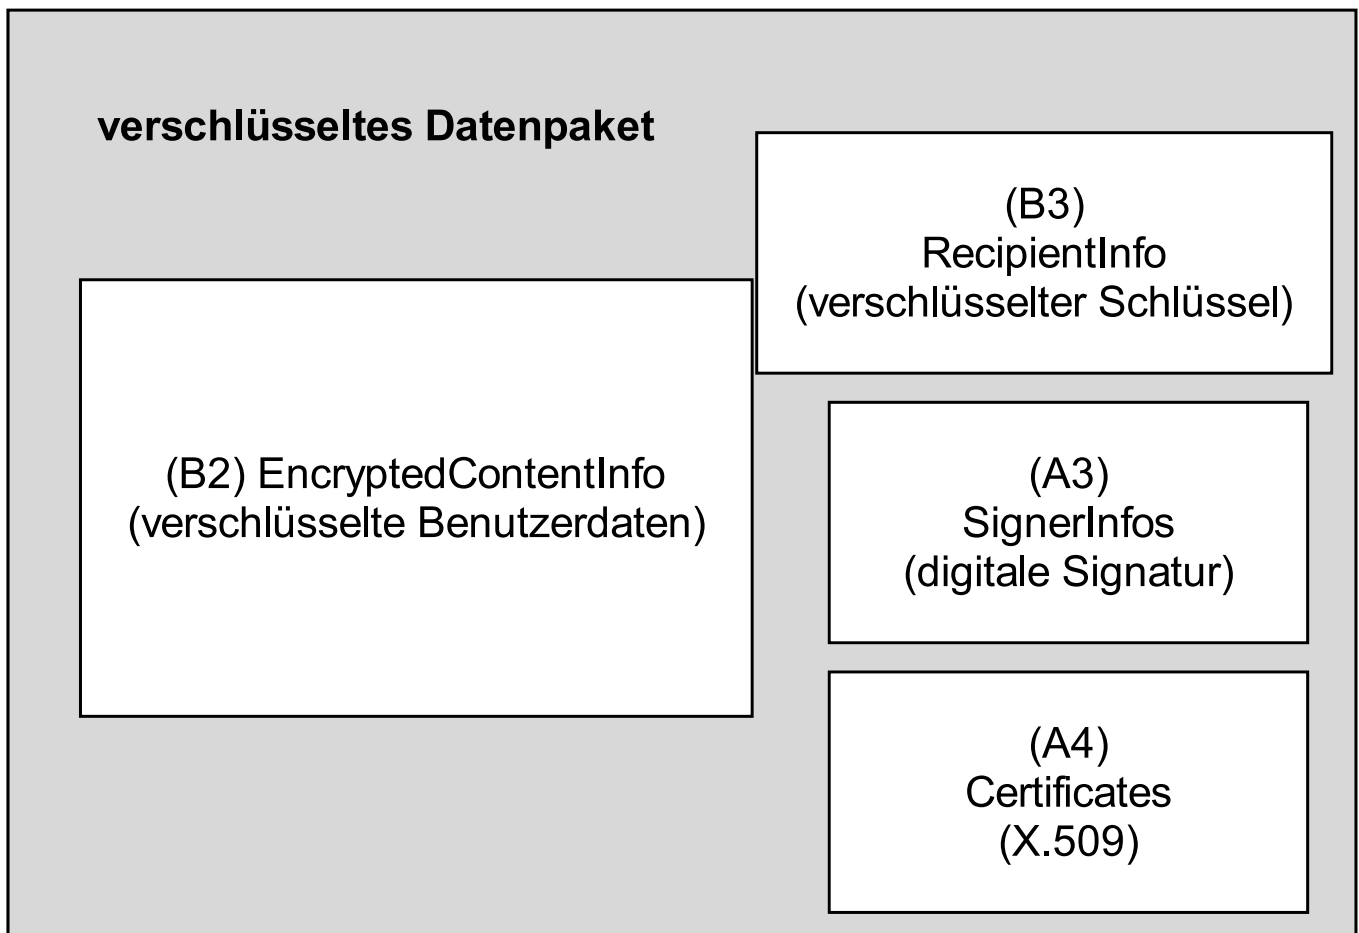 verschlüsseltes Datenpaket
(B3)
RecipientInfo
(verschlüsselter Schlüssel)
(B2) EncryptedContentInfo
(verschlüsselte Benutzerdaten)
(A3)
SignerInfos
(digitale Signatur)
(A4)
Certificates
(X.509)